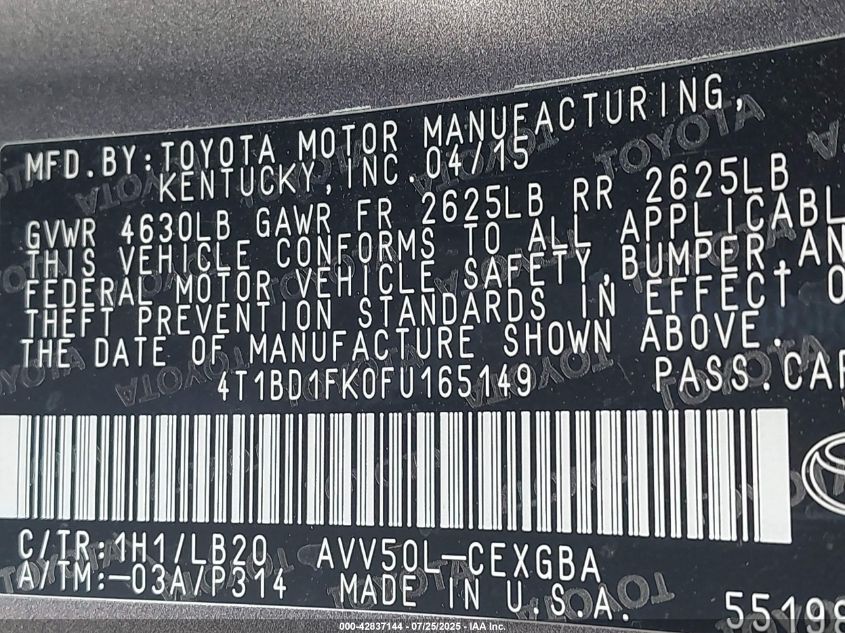 MFD.BY:TOYOTA MOTOR MANUFACTURING,
KENTUCKY,INC.04/15
GVWR 4630LB GAWR FR 2625LB RR 2625LB
THIS VEHICLE CONFORMS TO ALL APPLICABL
FEDERAL MOTOR VEHICLE SAFETY,BUMPER,AN
THEFT PREVENTION STANDARDS IN EFFECT O
THE DATE OF MANUFACTURE SHOWN ABOVE.
4T1BD1FK0FU165149 PASS.CAR
C/TR:1H1/LB20 AVV50L-CEXGBA
A/TM:-03A/P314 MADE IN U.S.A.
55198
000-42837144 - 07/25/2025 - IAA Inc.